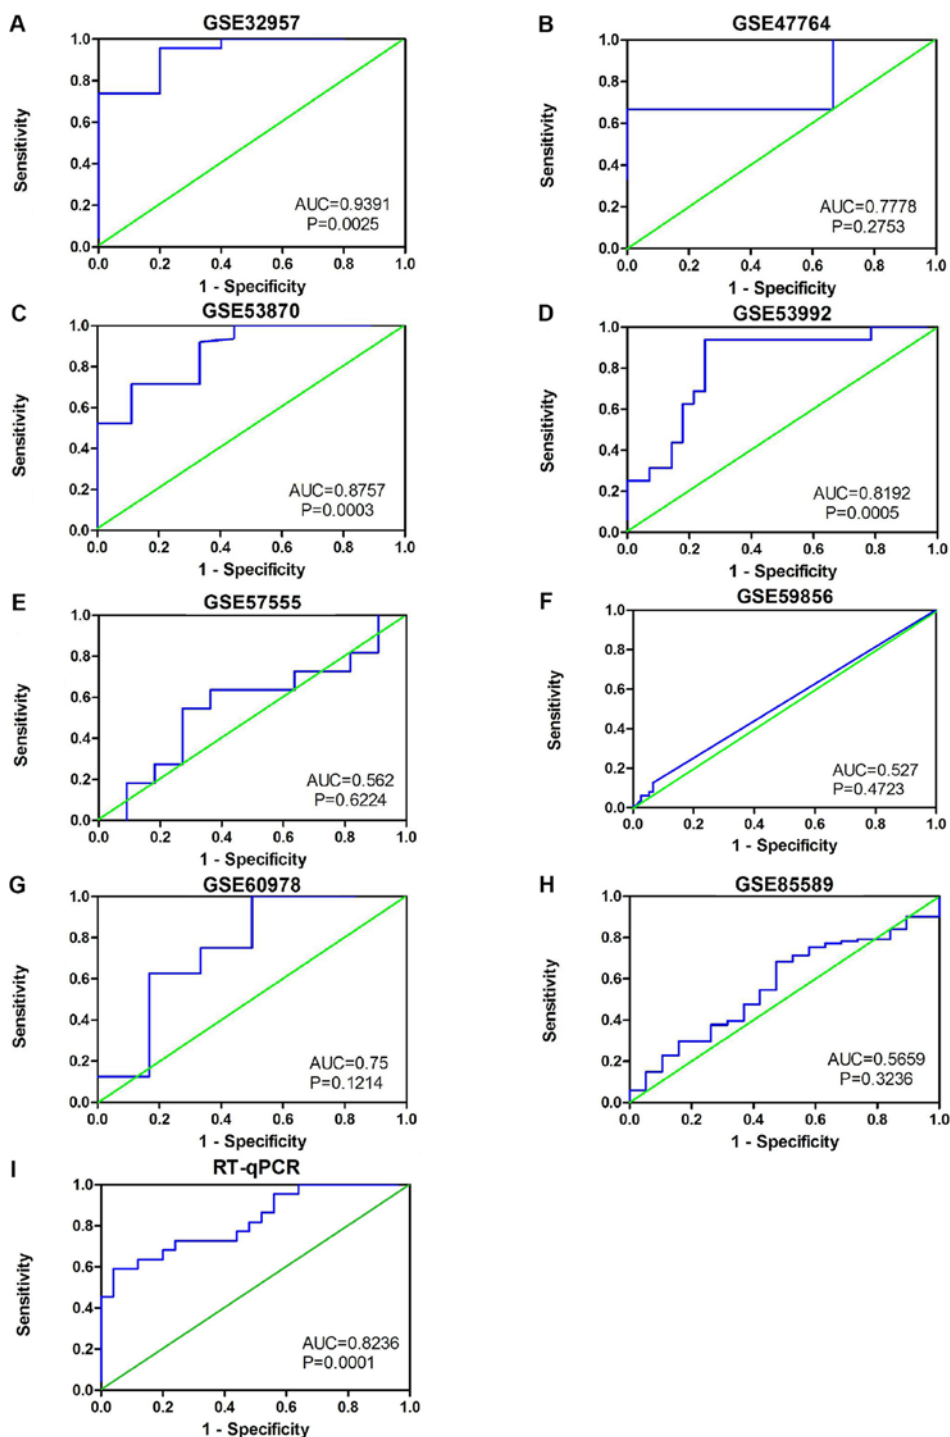 A
GSE32957
Sensitivity
1.0
0.8
0.6
0.4
0.2
0.0
AUC=0.9391
P=0.0025
0.0 0.2 0.4 0.6 0.8 1.0
1 - Specificity
B
GSE47764
Sensitivity
1.0
0.8
0.6
0.4
0.2
0.0
AUC=0.7778
P=0.2753
0.0 0.2 0.4 0.6 0.8 1.0
1 - Specificity
C
GSE53870
Sensitivity
1.0
0.8
0.6
0.4
0.2
0.0
AUC=0.8757
P=0.0003
0.0 0.2 0.4 0.6 0.8 1.0
1 - Specificity
D
GSE53992
Sensitivity
1.0
0.8
0.6
0.4
0.2
0.0
AUC=0.8192
P=0.0005
0.0 0.2 0.4 0.6 0.8 1.0
1 - Specificity
E
GSE57555
Sensitivity
1.0
0.8
0.6
0.4
0.2
0.0
AUC=0.562
P=0.6224
0.0 0.2 0.4 0.6 0.8 1.0
1 - Specificity
F
GSE59856
Sensitivity
1.0
0.8
0.6
0.4
0.2
0.0
AUC=0.527
P=0.4723
0.0 0.2 0.4 0.6 0.8 1.0
1 - Specificity
G
GSE60978
Sensitivity
1.0
0.8
0.6
0.4
0.2
0.0
AUC=0.75
P=0.1214
0.0 0.2 0.4 0.6 0.8 1.0
1 - Specificity
H
GSE85589
Sensitivity
1.0
0.8
0.6
0.4
0.2
0.0
AUC=0.5659
P=0.3236
0.0 0.2 0.4 0.6 0.8 1.0
1 - Specificity
I
RT-qPCR
Sensitivity
1.0
0.8
0.6
0.4
0.2
0.0
AUC=0.8236
P=0.0001
0.0 0.2 0.4 0.6 0.8 1.0
1 - Specificity